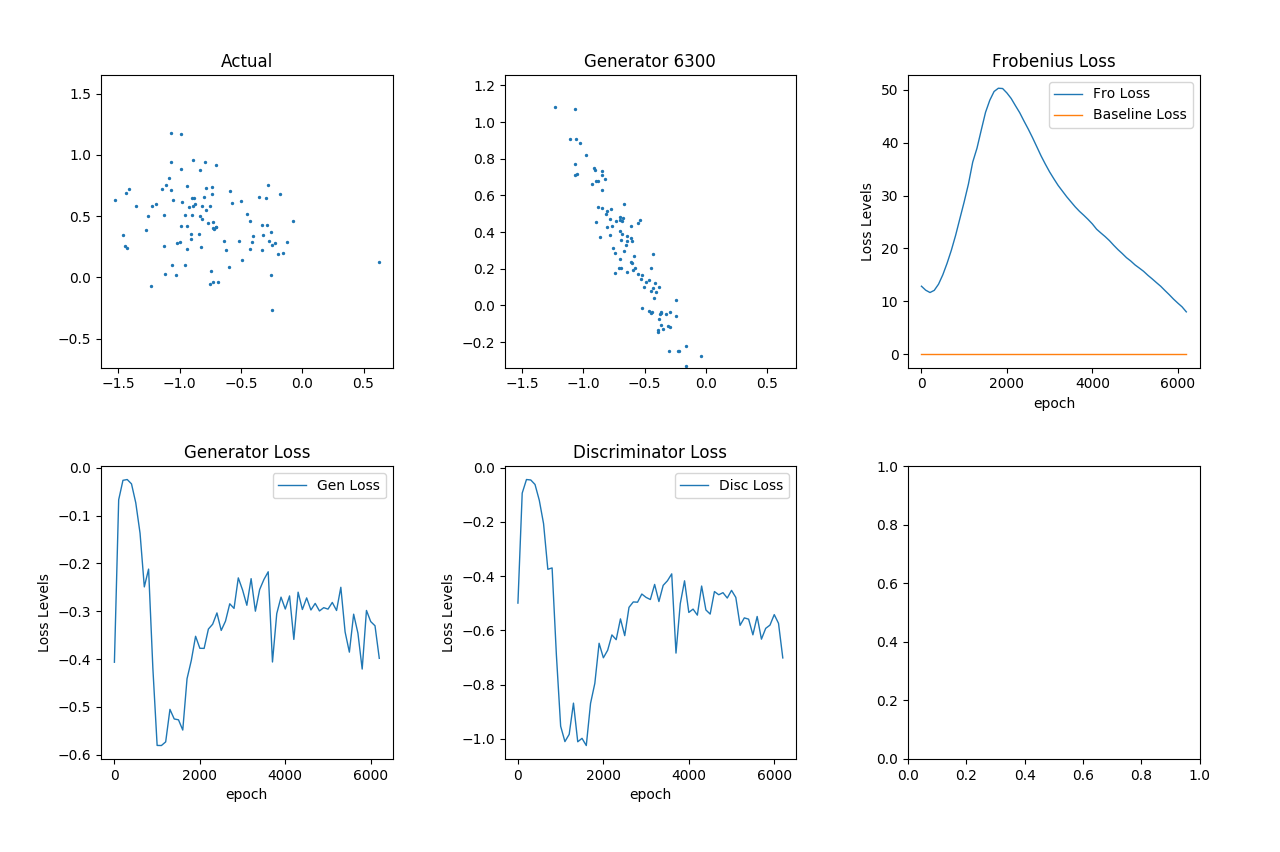 Actual
1.5
1.0
0.5
0.0
−0.5
−1.5 −1.0 −0.5 0.0 0.5
Generator 6300
1.2
1.0
0.8
0.6
0.4
0.2
0.0
−0.2
−1.5 −1.0 −0.5 0.0 0.5
Frobenius Loss
Fro Loss
Baseline Loss
Loss Levels
50
40
30
20
10
0
0 2000 4000 6000
epoch
Generator Loss
Gen Loss
Loss Levels
0.0
−0.1
−0.2
−0.3
−0.4
−0.5
−0.6
0 2000 4000 6000
epoch
Discriminator Loss
Disc Loss
Loss Levels
0.0
−0.2
−0.4
−0.6
−0.8
−1.0
0 2000 4000 6000
epoch
1.0
0.8
0.6
0.4
0.2
0.0
0.0 0.2 0.4 0.6 0.8 1.0